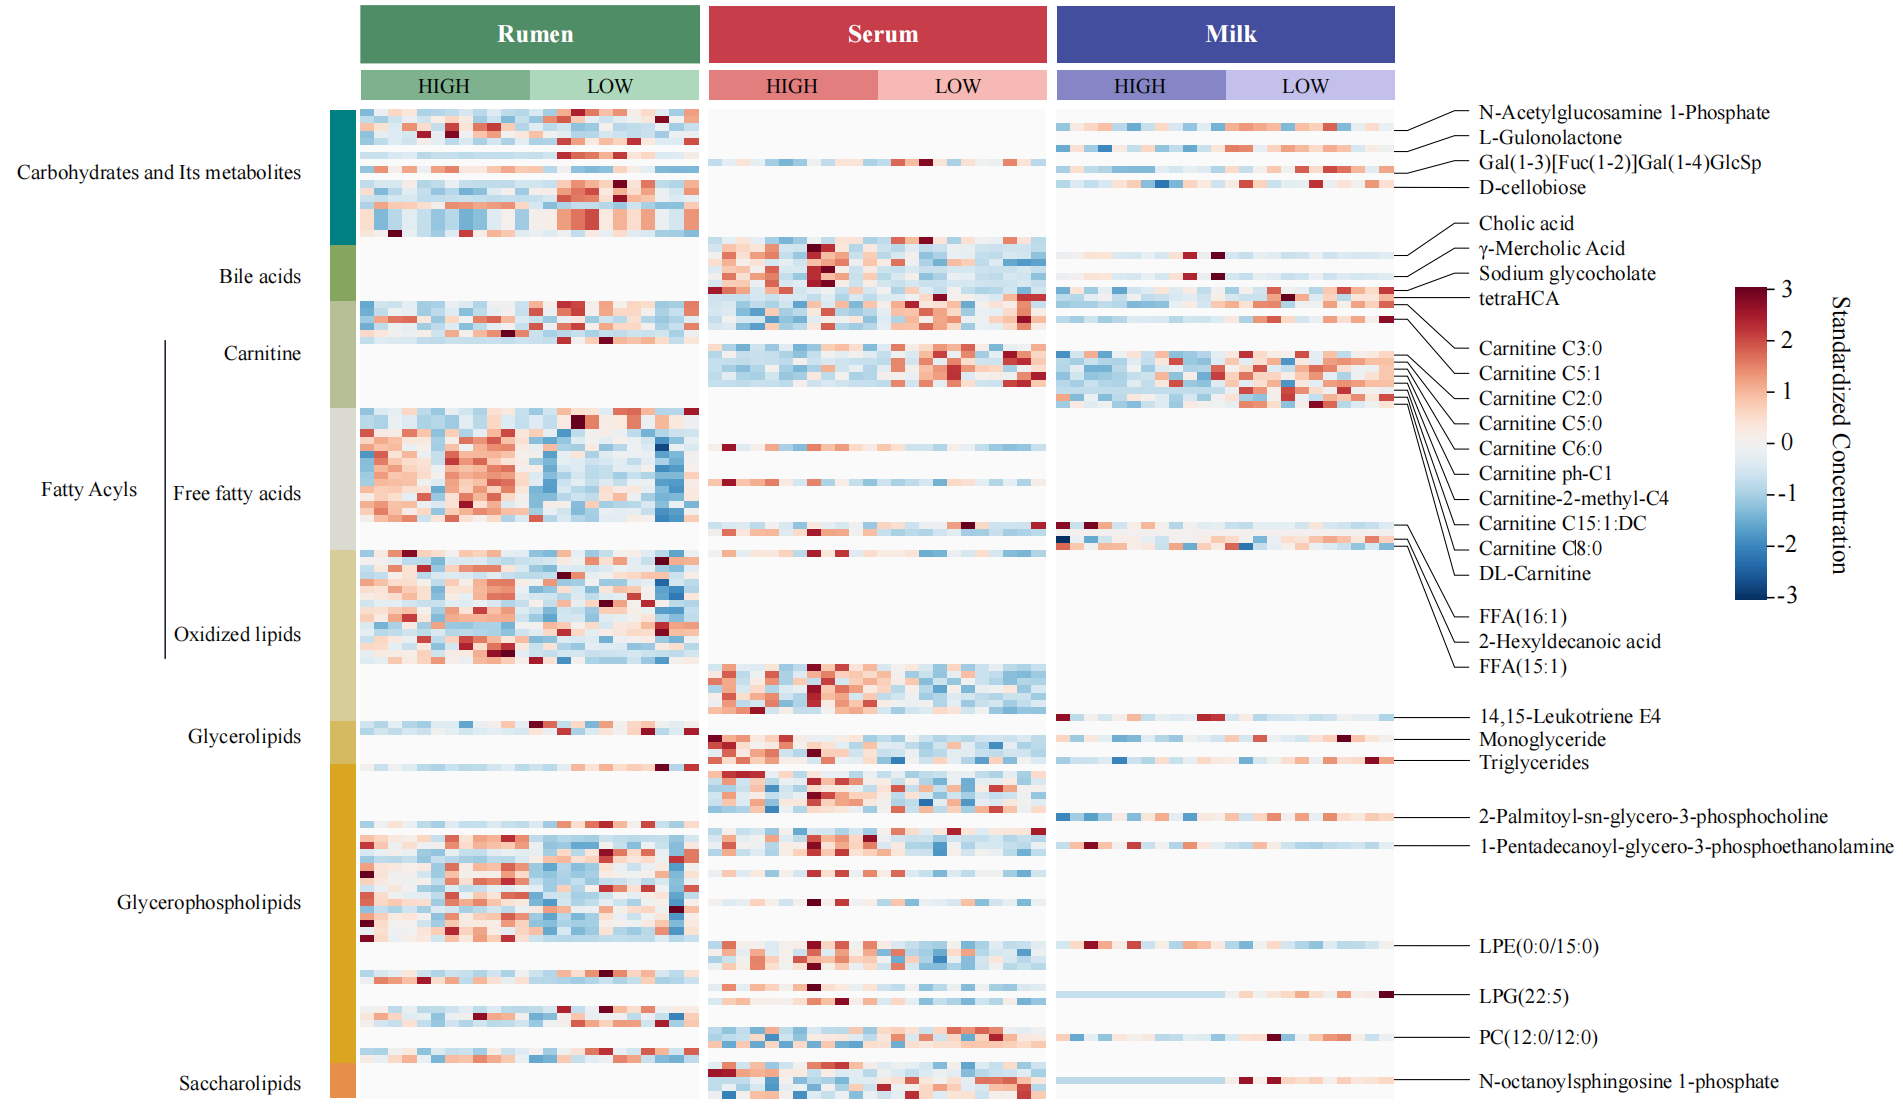 Rumen
Serum
Milk
HIGH
LOW
HIGH
LOW
HIGH
LOW
Carbohydrates and Its metabolites
Bile acids
Carnitine
Fatty Acyls
Free fatty acids
Oxidized lipids
Glycerolipids
Glycerophospholipids
Saccharolipids
N-Acetylglucosamine 1-Phosphate
L-Gulonolactone
Gal(1-3)[Fuc(1-2)]Gal(1-4)GlcSp
D-cellobiose
Cholic acid
γ-Mercholic Acid
Sodium glycocholate
tetraHCA
Carnitine C3:0
Carnitine C5:1
Carnitine C2:0
Carnitine C5:0
Carnitine C6:0
Carnitine ph-C1
Carnitine-2-methyl-C4
Carnitine C15:1:DC
Carnitine C8:0
DL-Carnitine
FFA(16:1)
2-Hexyldecanoic acid
FFA(15:1)
14,15-Leukotriene E4
Monoglyceride
Triglycerides
2-Palmitoyl-sn-glycero-3-phosphocholine
1-Pentadecanoyl-glycero-3-phosphoethanolamine
LPE(0:0/15:0)
LPG(22:5)
PC(12:0/12:0)
N-octanoylsphingosine 1-phosphate
3
2
1
0
-1
-2
-3
Standardized Concentration